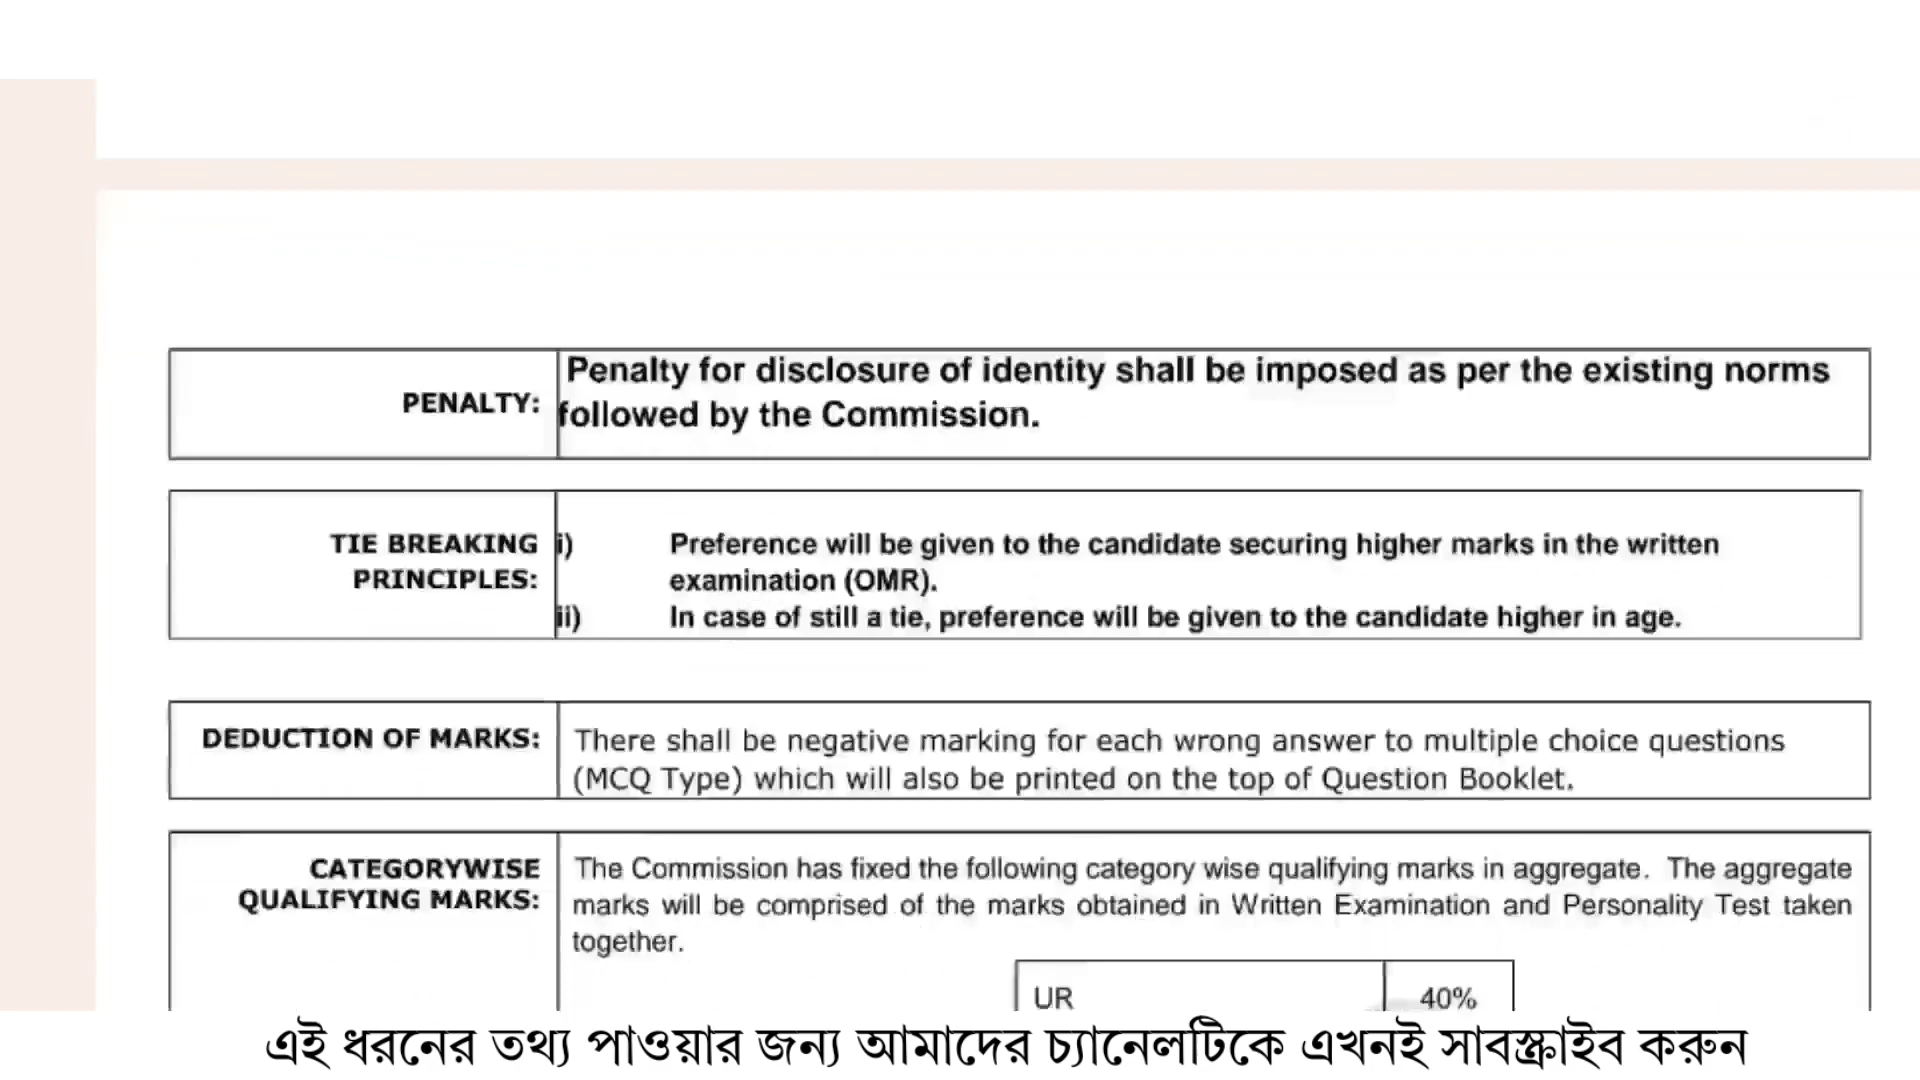 PENALTY:
Penalty for disclosure of identity shall be imposed as per the existing norms
followed by the Commission.
TIE BREAKING
PRINCIPLES:
i) Preference will be given to the candidate securing higher marks in the written
examination (OMR).
ii) In case of still a tie, preference will be given to the candidate higher in age.
DEDUCTION OF MARKS:
There shall be negative marking for each wrong answer to multiple choice questions
(MCQ Type) which will also be printed on the top of Question Booklet.
CATEGORYWISE
QUALIFYING MARKS:
The Commission has fixed the following category wise qualifying marks in aggregate. The aggregate
marks will be comprised of the marks obtained in Written Examination and Personality Test taken
together.
UR 40%
এই ধরনের তথ্য পাওয়ার জন্য আমাদের চ্যানেলটিকে এখনই সাবস্ক্রাইব করুন